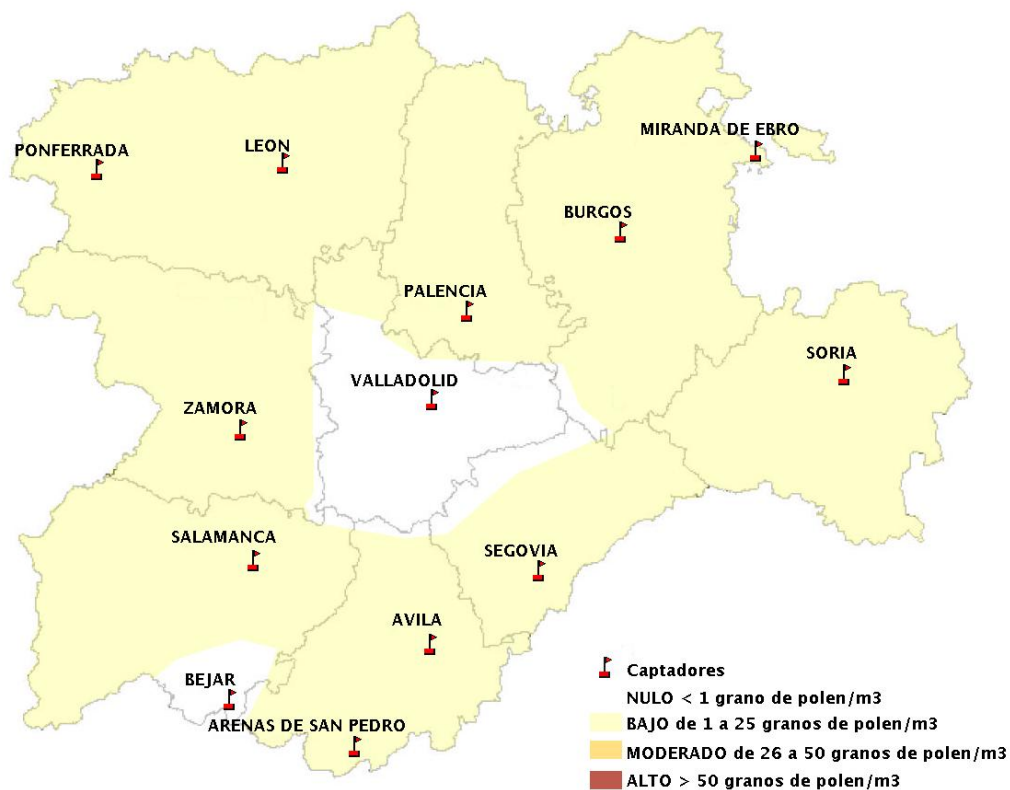 MIRANDA DE EBRO
PONFERRADA
LEON
BURGOS
PALENCIA
SORIA
VALLADOLID
ZAMORA
SALAMANCA
SEGOVIA
AVILA
BEJAR
ARENAS DE SAN PEDRO
Captadores
NULO < 1 grano de polen/m3
BAJO de 1 a 25 granos de polen/m3
MODERADO de 26 a 50 granos de polen/m3
ALTO > 50 granos de polen/m3